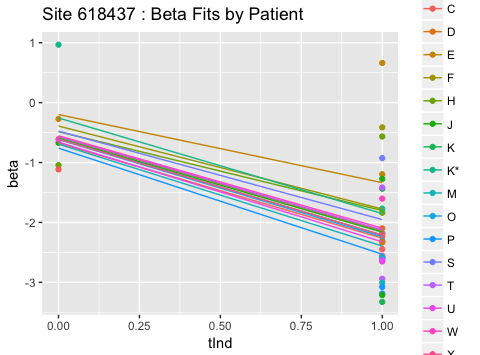 Site 618437 : Beta Fits by Patient
1
0
-1
-2
-3
beta
0.00 0.25 0.50 0.75 1.00
tInd
C
D
E
F
H
J
K
K*
M
O
P
S
T
U
W